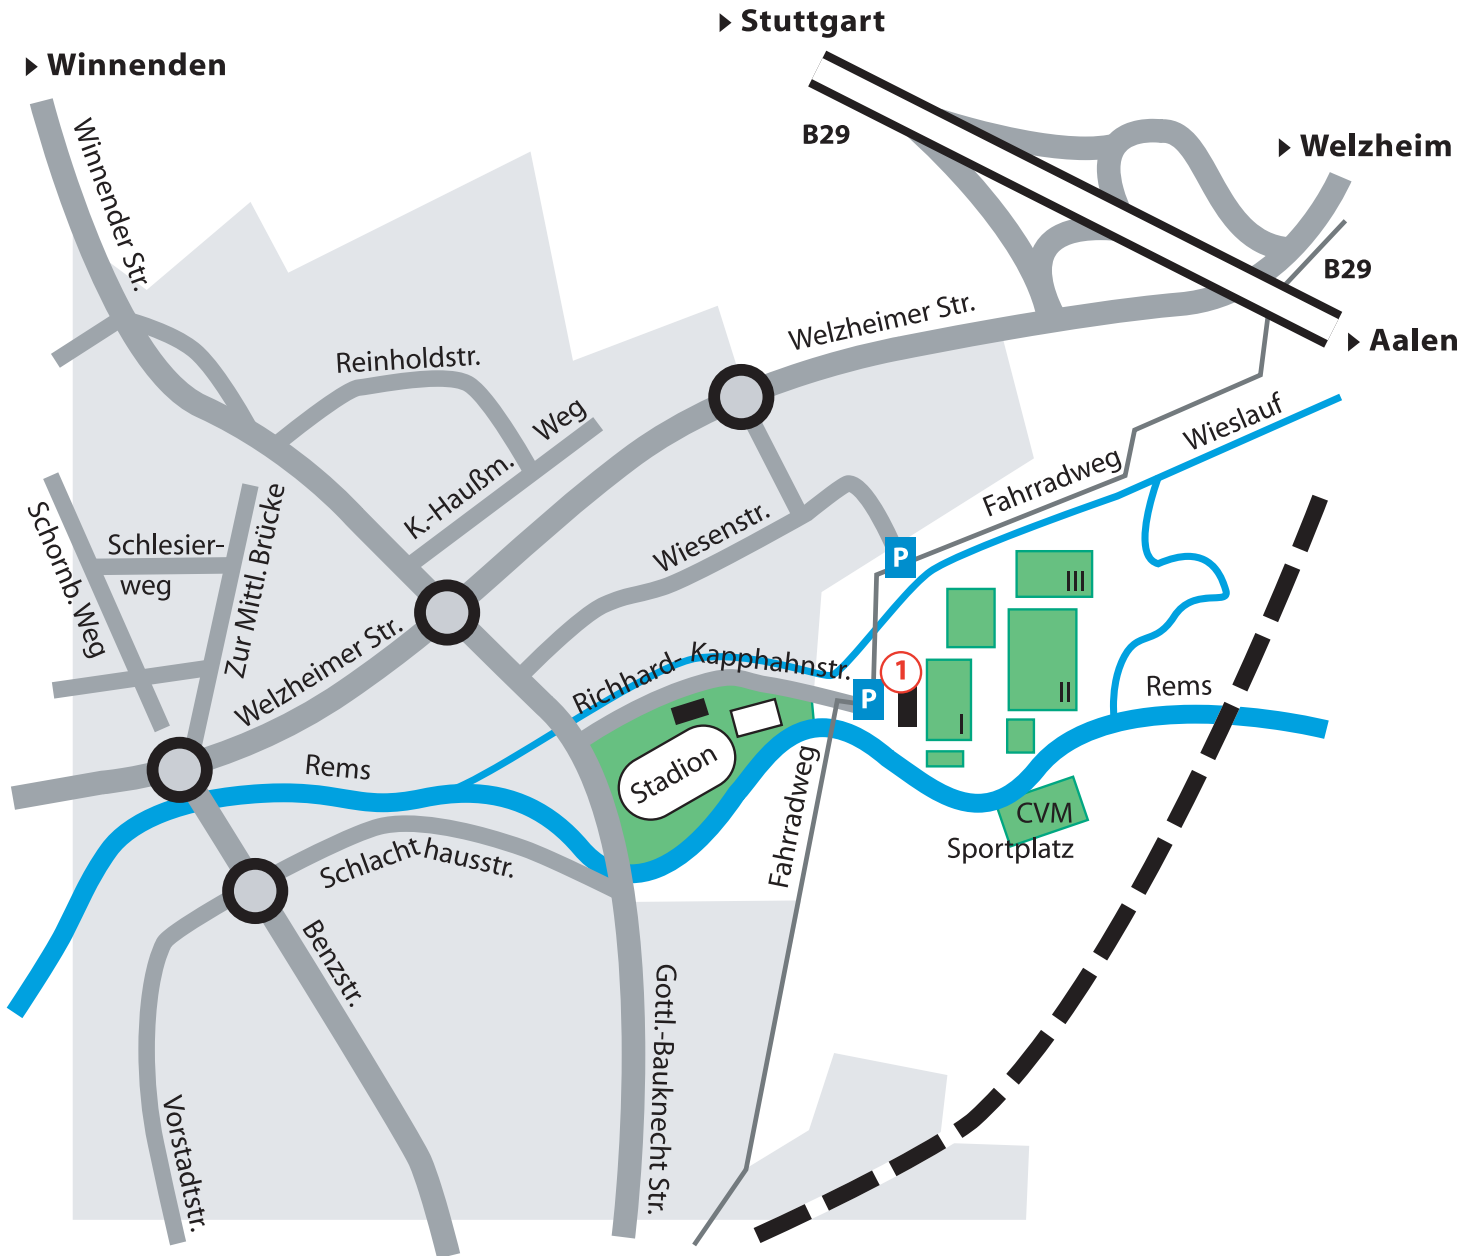 Stuttgart
Winnenden
B29
Welzheim
Winnender Str.
B29
Welzheimer Str.
Aalen
Reinholdstr.
K.-Haußm. Weg
Wieslauf
Fahrradweg
Wiesenstr.
Schornb. Weg
Schlesier-
weg
Zur Mittl. Brücke
P
III
Welzheimer Str.
Richhard- Kapphahnstr.
1
P
II
I
Rems
Rems
Stadion
Fahrradweg
CVM
Sportplatz
Schlachthausstr.
Benzstr.
Gottl.-Bauknecht Str.
Vorstadtstr.